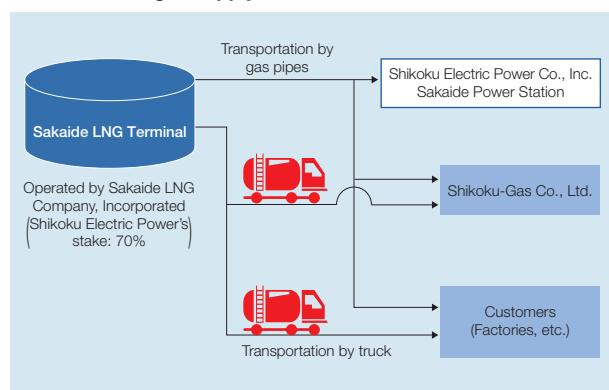 Transportation by
gas pipes
Shikoku Electric Power Co., Inc.
Sakaide Power Station
Sakaide LNG Terminal
Operated by Sakaide LNG
Company, Incorporated
(Shikoku Electric Power's
stake: 70%)
Shikoku-Gas Co., Ltd.
Customers
(Factories, etc.)
Transportation by truck